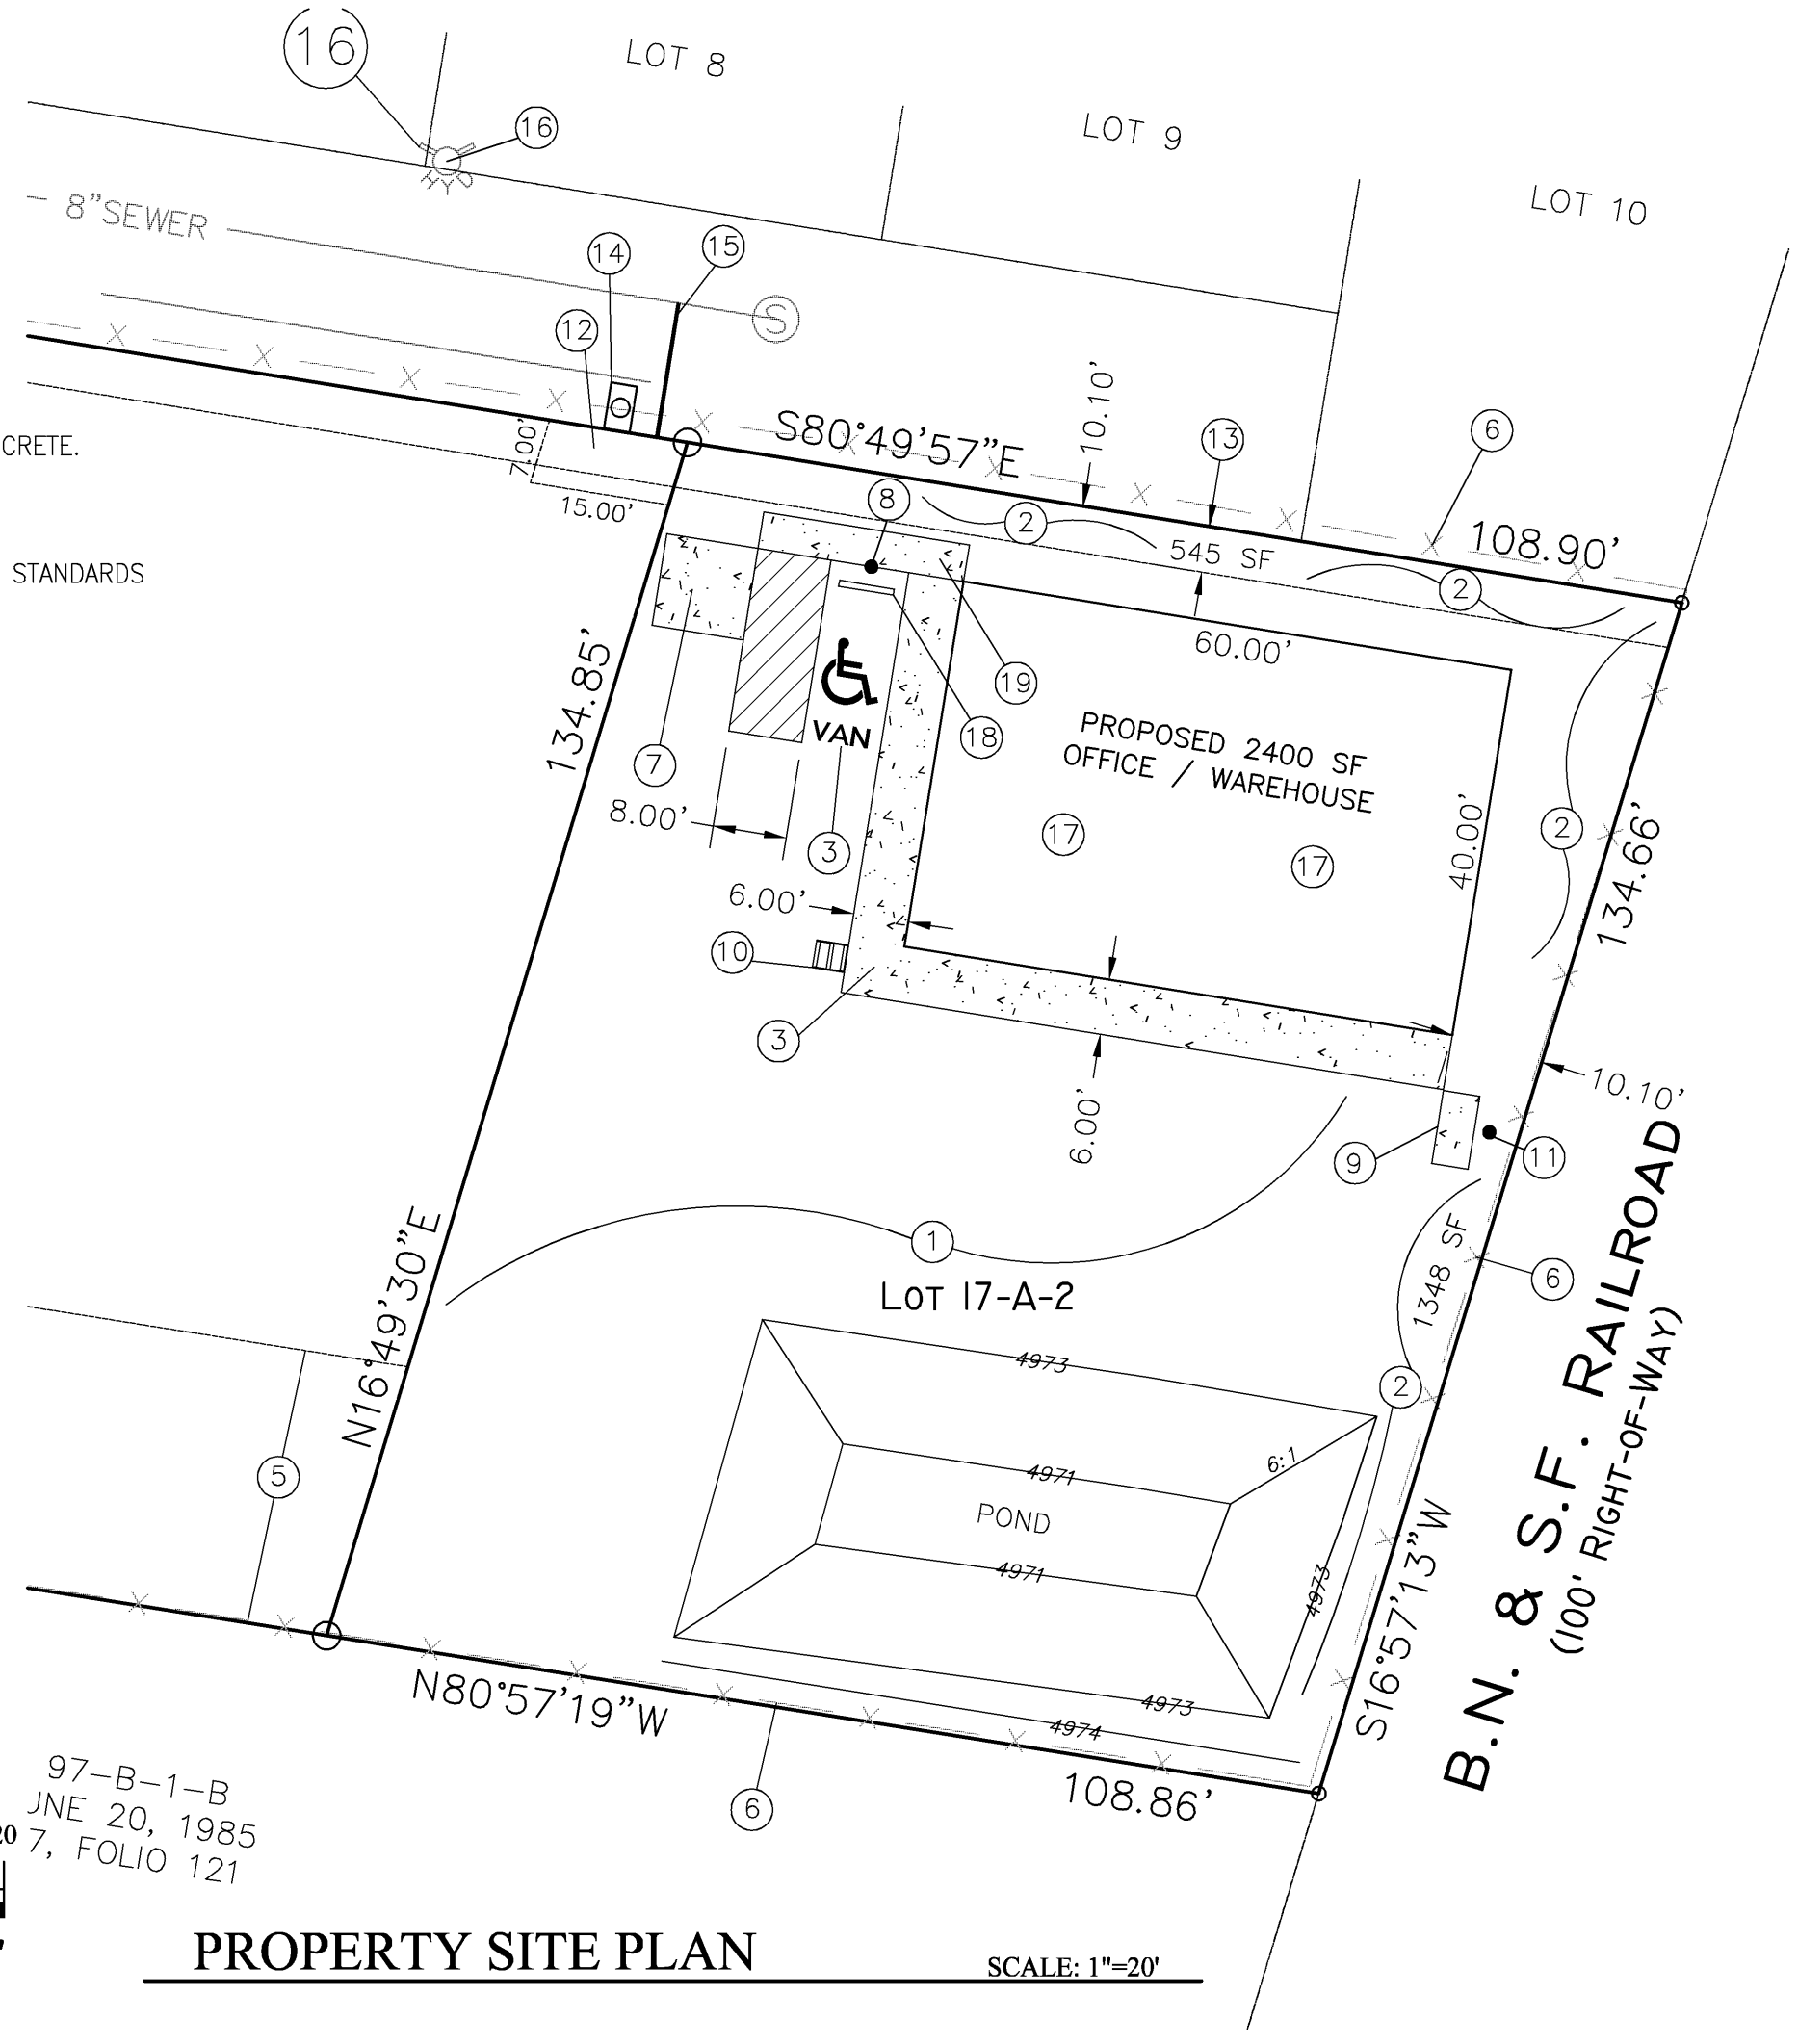 16
LOT 8
16
LOT 9
HYD
LOT 10
8"SEWER
14
15
S
12
10.10'
13
6
S80°49'57"E
CRETE.
7.00'
8
2
15.00'
545 SF
108.90'
2
STANDARDS
60.00'
134.85'
19
VAN
18
PROPOSED 2400 SF
OFFICE / WAREHOUSE
7
8.00'
3
17
17
40.00'
2
134.66'
6.00'
10
3
10.10'
6.00'
9
11
1
1348 SF
6
LOT 17-A-2
N16°49'30"E
4973
2
5
4971
6:1
POND
4971
4973
S16°57'13"W
B.N. & S.F. RAILROAD
(100' RIGHT-OF-WAY)
N80°57'19"W
4973
4974
6
108.86'
97-B-1-B
JNE 20, 1985
20
7, FOLIO 121
PROPERTY SITE PLAN
SCALE: 1"=20'